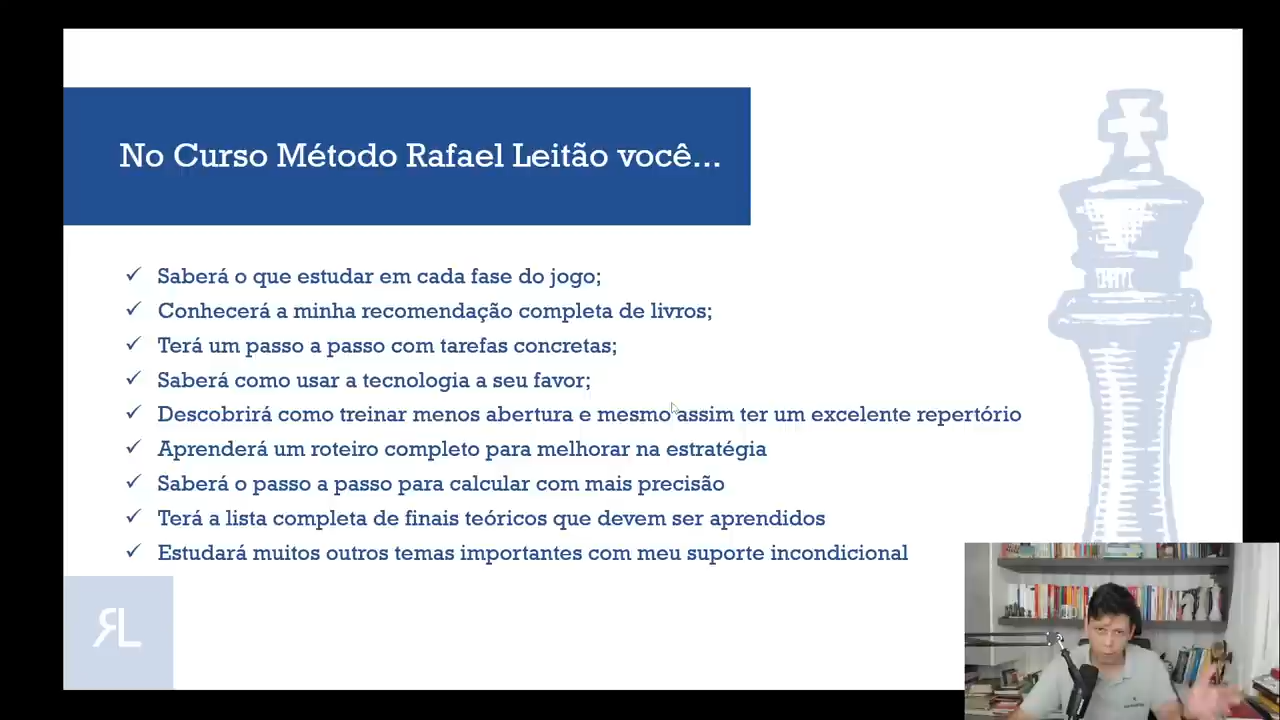 No Curso Método Rafael Leitão você...
✓ Saberá o que estudar em cada fase do jogo;
✓ Conhecerá a minha recomendação completa de livros;
✓ Terá um passo a passo com tarefas concretas;
✓ Saberá como usar a tecnologia a seu favor;
✓ Descobrirá como treinar menos abertura e mesmo assim ter um excelente repertório
✓ Aprenderá um roteiro completo para melhorar na estratégia
✓ Saberá o passo a passo para calcular com mais precisão
✓ Terá a lista completa de finais teóricos que devem ser aprendidos
✓ Estudará muitos outros temas importantes com meu suporte incondicional
RL